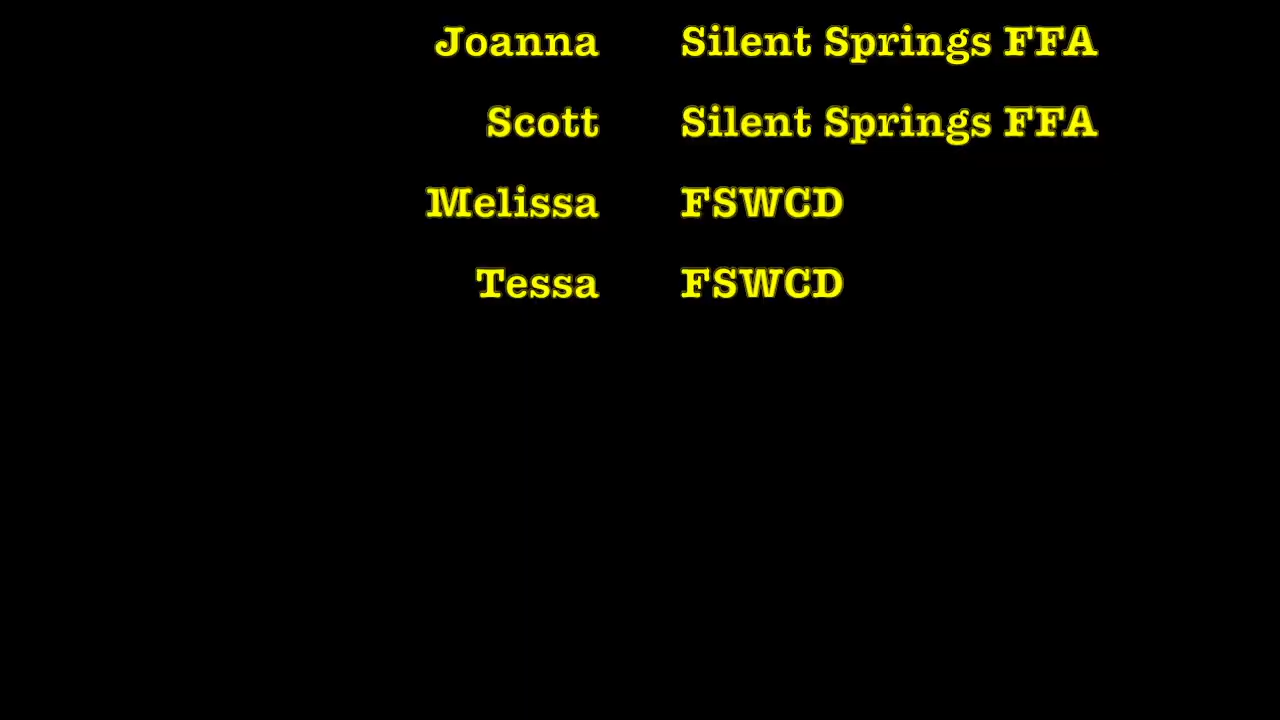 Joanna Silent Springs FFA
Scott Silent Springs FFA
Melissa FSWCD
Tessa FSWCD